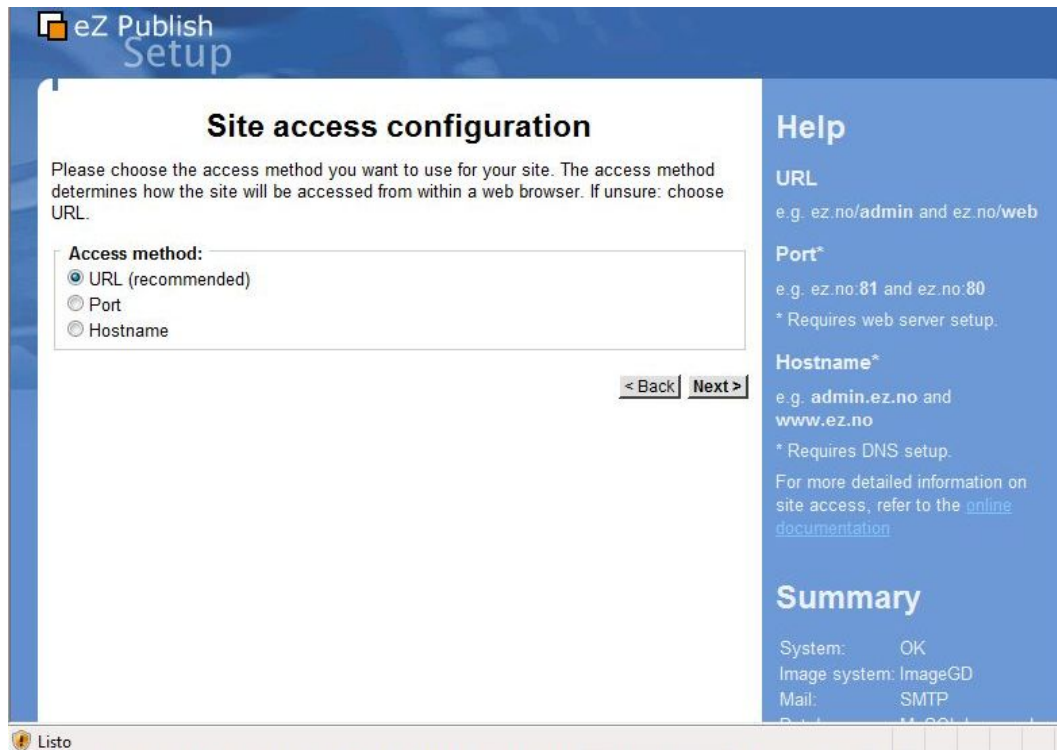 eZ Publish
Setup
Site access configuration
Please choose the access method you want to use for your site. The access method
determines how the site will be accessed from within a web browser. If unsure: choose
URL.
Access method:
URL (recommended)
Port
Hostname
< Back Next >
Help
URL
e.g. ez.no/admin and ez.no/web
Port*
e.g. ez.no:81 and ez.no:80
* Requires web server setup.
Hostname*
e.g. admin.ez.no and
www.ez.no
* Requires DNS setup.
For more detailed information on
site access, refer to the online
documentation
Summary
System: OK
Image system: ImageGD
Mail: SMTP
Listo